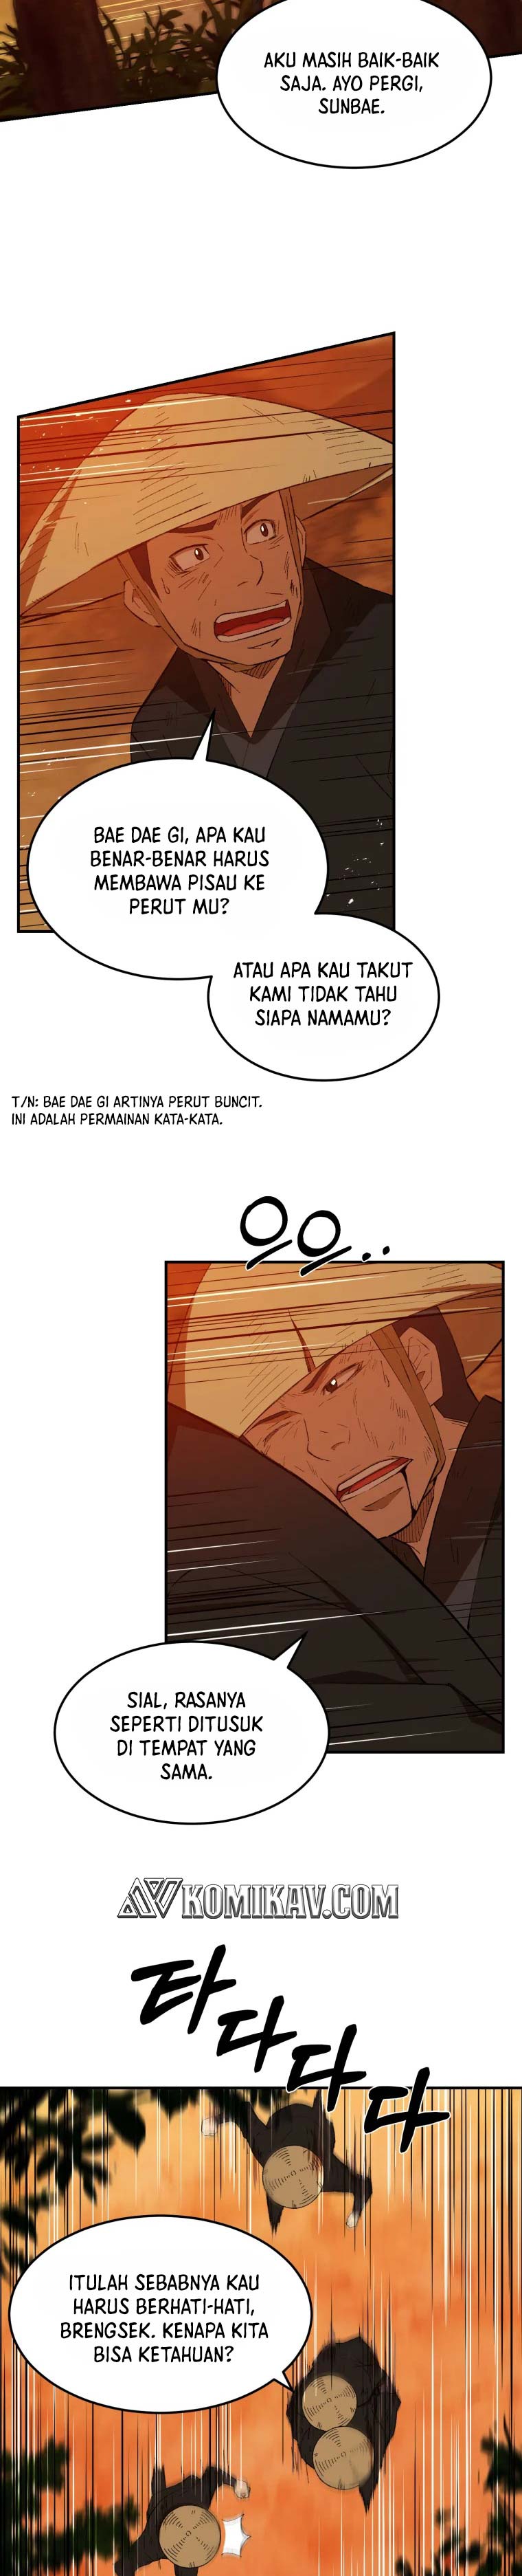 AKU MASIH BAIK-BAIK
SAJA. AYO PERGI,
SUNBAE.
BAE DAE GI, APA KAU
BENAR-BENAR HARUS
MEMBAWA PISAU KE
PERUT MU?
ATAU APA KAU TAKUT
KAMI TIDAK TAHU
SIAPA NAMAMU?
T/N: BAE DAE GI ARTINYA PERUT BUNCIT.
INI ADALAH PERMAINAN KATA-KATA.
으으..
SIAL, RASANYA
SEPERTI DITUSUK
DI TEMPAT YANG
SAMA.
KOMIKAV.COM
타다다다
ITULAH SEBABNYA KAU
HARUS BERHATI-HATI,
BRENGSEK. KENAPA KITA
BISA KETAHUAN?